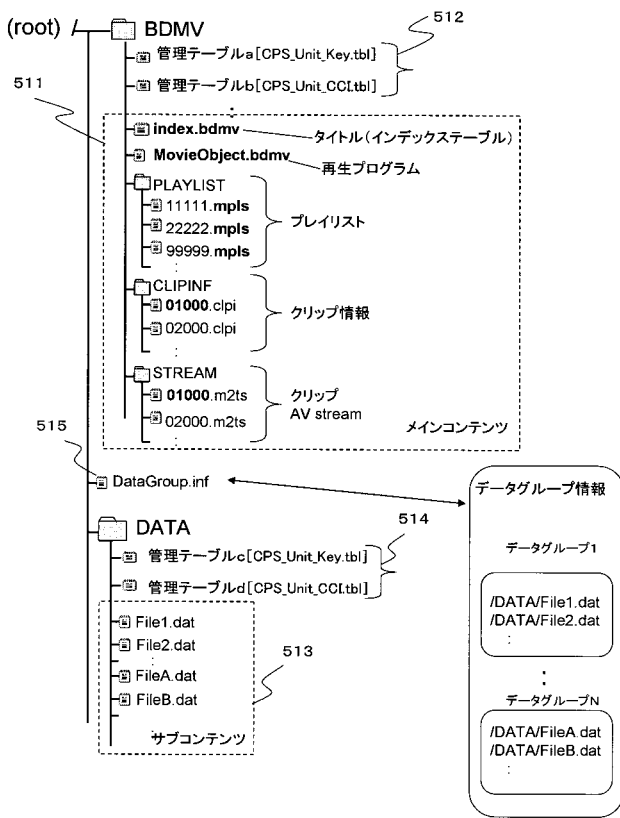 (root) /
BDMV
512
管理テーブルa[CPS_Unit_Key.tbl]
管理テーブルb[CPS_Unit_CCI.tbl]
511
index.bdmv
タイトル(インデックステーブル)
MovieObject.bdmv
再生プログラム
PLAYLIST
11111.mpls
22222.mpls
99999.mpls
プレイリスト
CLIPINF
01000.clpi
02000.clpi
クリップ情報
STREAM
01000.m2ts
02000.m2ts
クリップ
AV stream
メインコンテンツ
515
DataGroup.inf
データグループ情報
DATA
514
管理テーブルc[CPS_Unit_Key.tbl]
管理テーブルd[CPS_Unit_CCI.tbl]
513
File1.dat
File2.dat
FileA.dat
FileB.dat
サブコンテンツ
データグループ1
/DATA/File1.dat
/DATA/File2.dat
データグループN
/DATA/FileA.dat
/DATA/FileB.dat